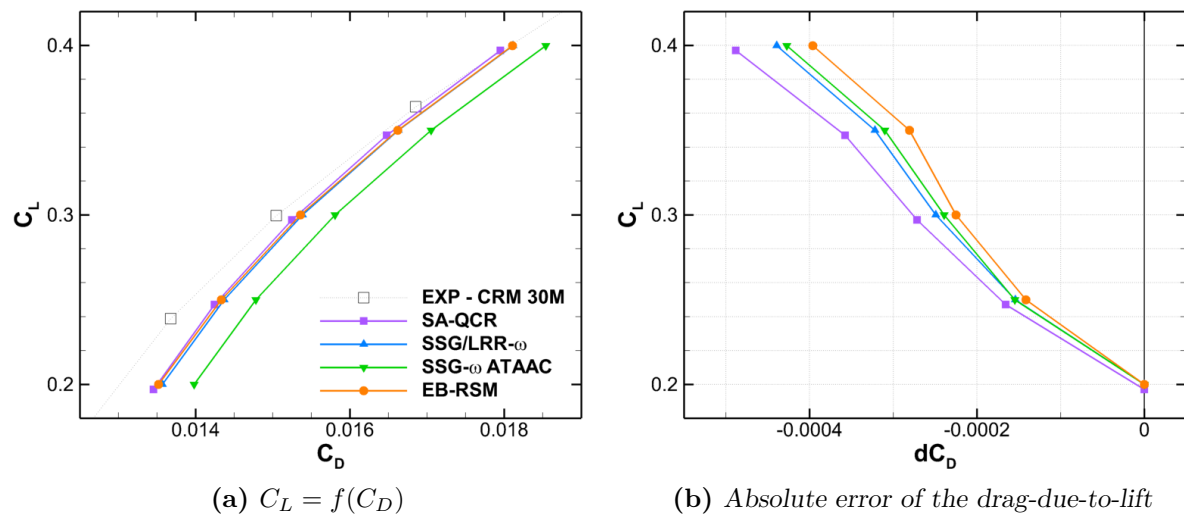 0.4
0.3
0.2
C_L
0.014
0.016
0.018
C_D
EXP - CRM 30M
SA-QCR
SSG/LRR-ω
SSG-ω ATAAC
EB-RSM
(a) C_L = f(C_D)
0.4
0.3
0.2
C_L
-0.0004
-0.0002
0
dC_D
(b) Absolute error of the drag-due-to-lift